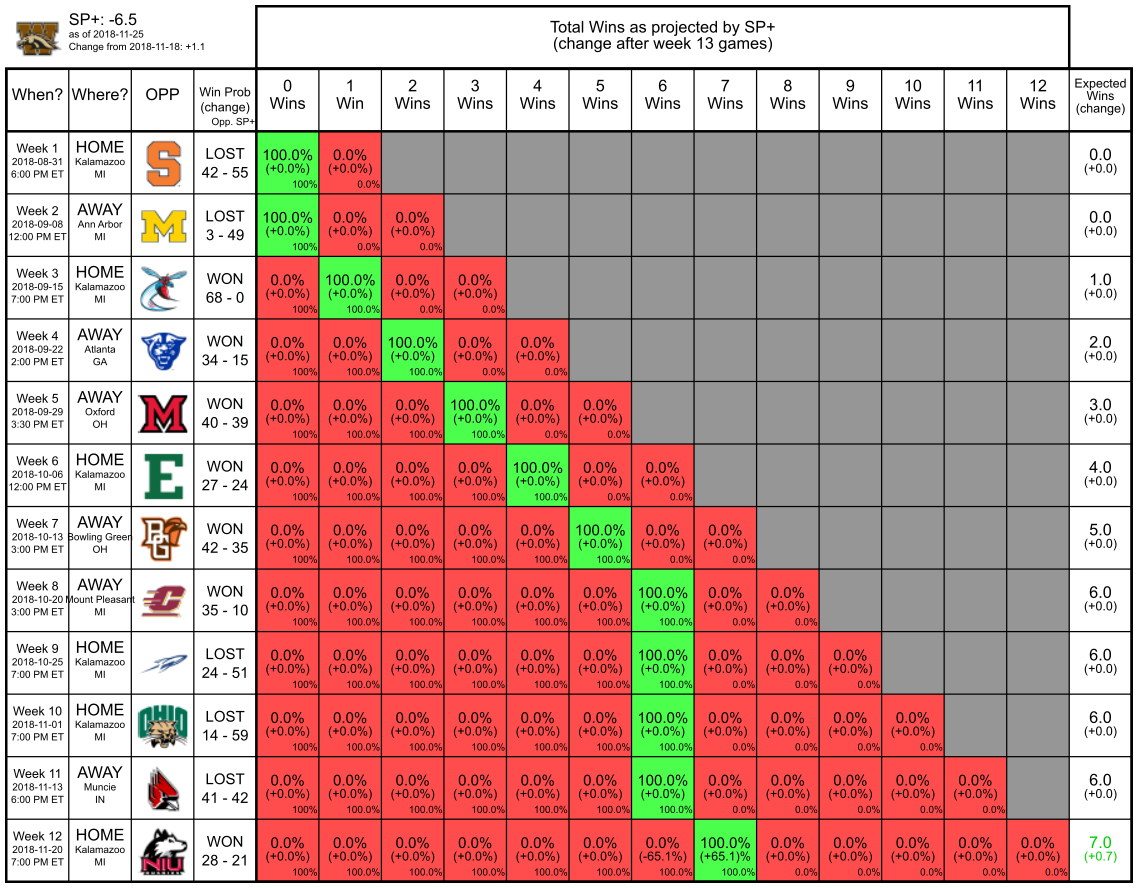 SP+: -6.5
as of 2018-11-25
Change from 2018-11-18: +1.1
Total Wins as projected by SP+
(change after week 13 games)
When? Where? OPP Win Prob (change) Opp. SP+ 0 Wins 1 Win 2 Wins 3 Wins 4 Wins 5 Wins 6 Wins 7 Wins 8 Wins 9 Wins 10 Wins 11 Wins 12 Wins Expected Wins (change)
Week 1 HOME S LOST 100.0% 0.0% 0.0
2018-08-31 Kalamazoo 42 - 55 (+0.0%) (+0.0%) (+0.0)
6:00 PM ET MI 100% 0.0%
Week 2 AWAY M LOST 100.0% 0.0% 0.0% 0.0
2018-09-08 Ann Arbor 3 - 49 (+0.0%) (+0.0%) (+0.0%) (+0.0)
12:00 PM ET MI 100% 0.0% 0.0%
Week 3 HOME WON 0.0% 100.0% 0.0% 0.0% 1.0
2018-09-15 Kalamazoo 68 - 0 (+0.0%) (+0.0%) (+0.0%) (+0.0%) (+0.0)
7:00 PM ET MI 100% 100.0% 0.0% 0.0%
Week 4 AWAY WON 0.0% 0.0% 100.0% 0.0% 0.0% 2.0
2018-09-22 Atlanta 34 - 15 (+0.0%) (+0.0%) (+0.0%) (+0.0%) (+0.0%) (+0.0)
2:00 PM ET GA 100% 100.0% 100.0% 0.0% 0.0%
Week 5 AWAY M WON 0.0% 0.0% 0.0% 100.0% 0.0% 0.0% 3.0
2018-09-29 Oxford 40 - 39 (+0.0%) (+0.0%) (+0.0%) (+0.0%) (+0.0%) (+0.0%) (+0.0)
3:30 PM ET OH 100% 100.0% 100.0% 100.0% 0.0% 0.0%
Week 6 HOME E WON 0.0% 0.0% 0.0% 0.0% 100.0% 0.0% 0.0% 4.0
2018-10-06 Kalamazoo 27 - 24 (+0.0%) (+0.0%) (+0.0%) (+0.0%) (+0.0%) (+0.0%) (+0.0%) (+0.0)
12:00 PM ET MI 100% 100.0% 100.0% 100.0% 100.0% 0.0% 0.0%
Week 7 AWAY BG WON 0.0% 0.0% 0.0% 0.0% 0.0% 100.0% 0.0% 0.0% 5.0
2018-10-13 Bowling Green 42 - 35 (+0.0%) (+0.0%) (+0.0%) (+0.0%) (+0.0%) (+0.0%) (+0.0%) (+0.0%) (+0.0)
3:00 PM ET OH 100% 100.0% 100.0% 100.0% 100.0% 100.0% 0.0% 0.0%
Week 8 AWAY C WON 0.0% 0.0% 0.0% 0.0% 0.0% 0.0% 100.0% 0.0% 0.0% 6.0
2018-10-20 Mount Pleasant 35 - 10 (+0.0%) (+0.0%) (+0.0%) (+0.0%) (+0.0%) (+0.0%) (+0.0%) (+0.0%) (+0.0%) (+0.0)
3:00 PM ET MI 100% 100.0% 100.0% 100.0% 100.0% 100.0% 100.0% 0.0% 0.0%
Week 9 HOME LOST 0.0% 0.0% 0.0% 0.0% 0.0% 0.0% 100.0% 0.0% 0.0% 0.0% 6.0
2018-10-25 Kalamazoo 24 - 51 (+0.0%) (+0.0%) (+0.0%) (+0.0%) (+0.0%) (+0.0%) (+0.0%) (+0.0%) (+0.0%) (+0.0%) (+0.0)
7:00 PM ET MI 100% 100.0% 100.0% 100.0% 100.0% 100.0% 100.0% 0.0% 0.0% 0.0%
Week 10 HOME OHIO LOST 0.0% 0.0% 0.0% 0.0% 0.0% 0.0% 100.0% 0.0% 0.0% 0.0% 0.0% 6.0
2018-11-01 Kalamazoo 14 - 59 (+0.0%) (+0.0%) (+0.0%) (+0.0%) (+0.0%) (+0.0%) (+0.0%) (+0.0%) (+0.0%) (+0.0%) (+0.0%) (+0.0)
7:00 PM ET MI 100% 100.0% 100.0% 100.0% 100.0% 100.0% 100.0% 0.0% 0.0% 0.0% 0.0%
Week 11 AWAY LOST 0.0% 0.0% 0.0% 0.0% 0.0% 0.0% 100.0% 0.0% 0.0% 0.0% 0.0% 0.0% 6.0
2018-11-13 Muncie 41 - 42 (+0.0%) (+0.0%) (+0.0%) (+0.0%) (+0.0%) (+0.0%) (+0.0%) (+0.0%) (+0.0%) (+0.0%) (+0.0%) (+0.0%) (+0.0)
6:00 PM ET IN 100% 100.0% 100.0% 100.0% 100.0% 100.0% 100.0% 0.0% 0.0% 0.0% 0.0% 0.0%
Week 12 HOME NIU WON 0.0% 0.0% 0.0% 0.0% 0.0% 0.0% 0.0% 100.0% 0.0% 0.0% 0.0% 0.0% 0.0% 7.0
2018-11-20 Kalamazoo 28 - 21 (+0.0%) (+0.0%) (+0.0%) (+0.0%) (+0.0%) (+0.0%) (-65.1%) (+65.1)% (+0.0%) (+0.0%) (+0.0%) (+0.0%) (+0.0%) (+0.7)
7:00 PM ET MI 100% 100.0% 100.0% 100.0% 100.0% 100.0% 100.0% 100.0% 0.0% 0.0% 0.0% 0.0% 0.0%